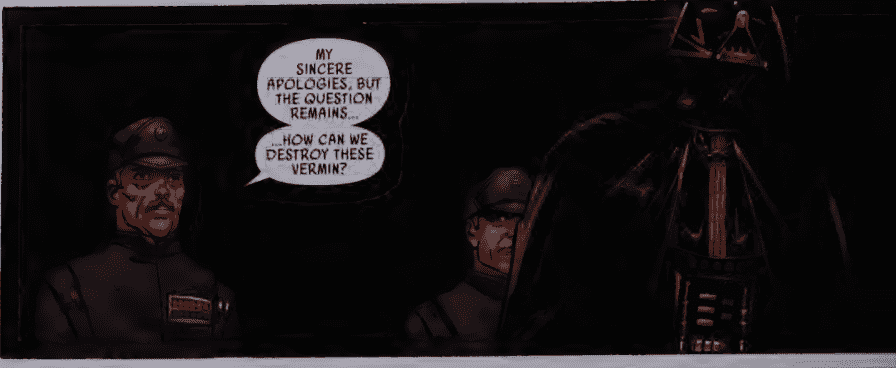 MY
SINCERE
APOLOGIES, BUT
THE QUESTION
REMAINS...
...HOW CAN WE
DESTROY THESE
VERMIN?